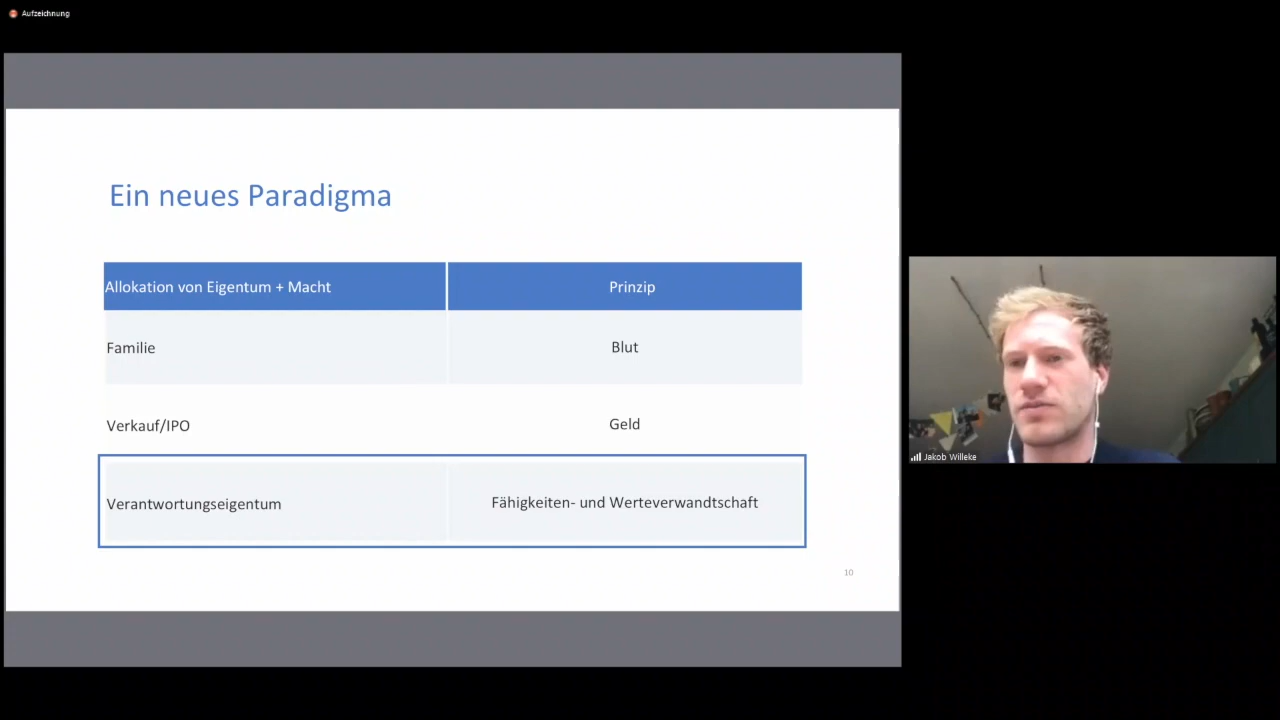 Aufzeichnung
Ein neues Paradigma
Allokation von Eigentum + Macht
Prinzip
Familie
Blut
Verkauf/IPO
Geld
Verantwortungseigentum
Fähigkeiten- und Werteverwandtschaft
10
Jakob Willeke